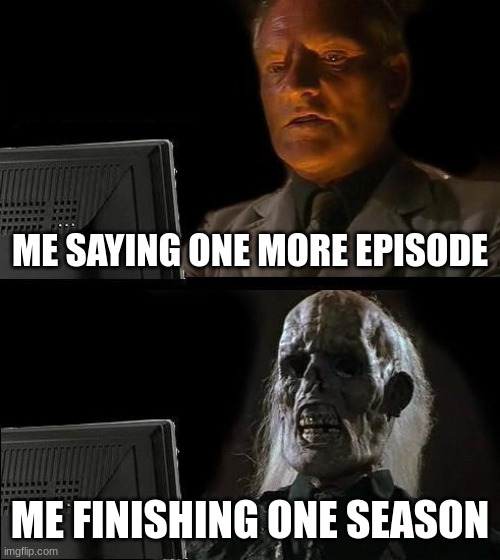 ME SAYING ONE MORE EPISODE
ME FINISHING ONE SEASON
imgflip.com